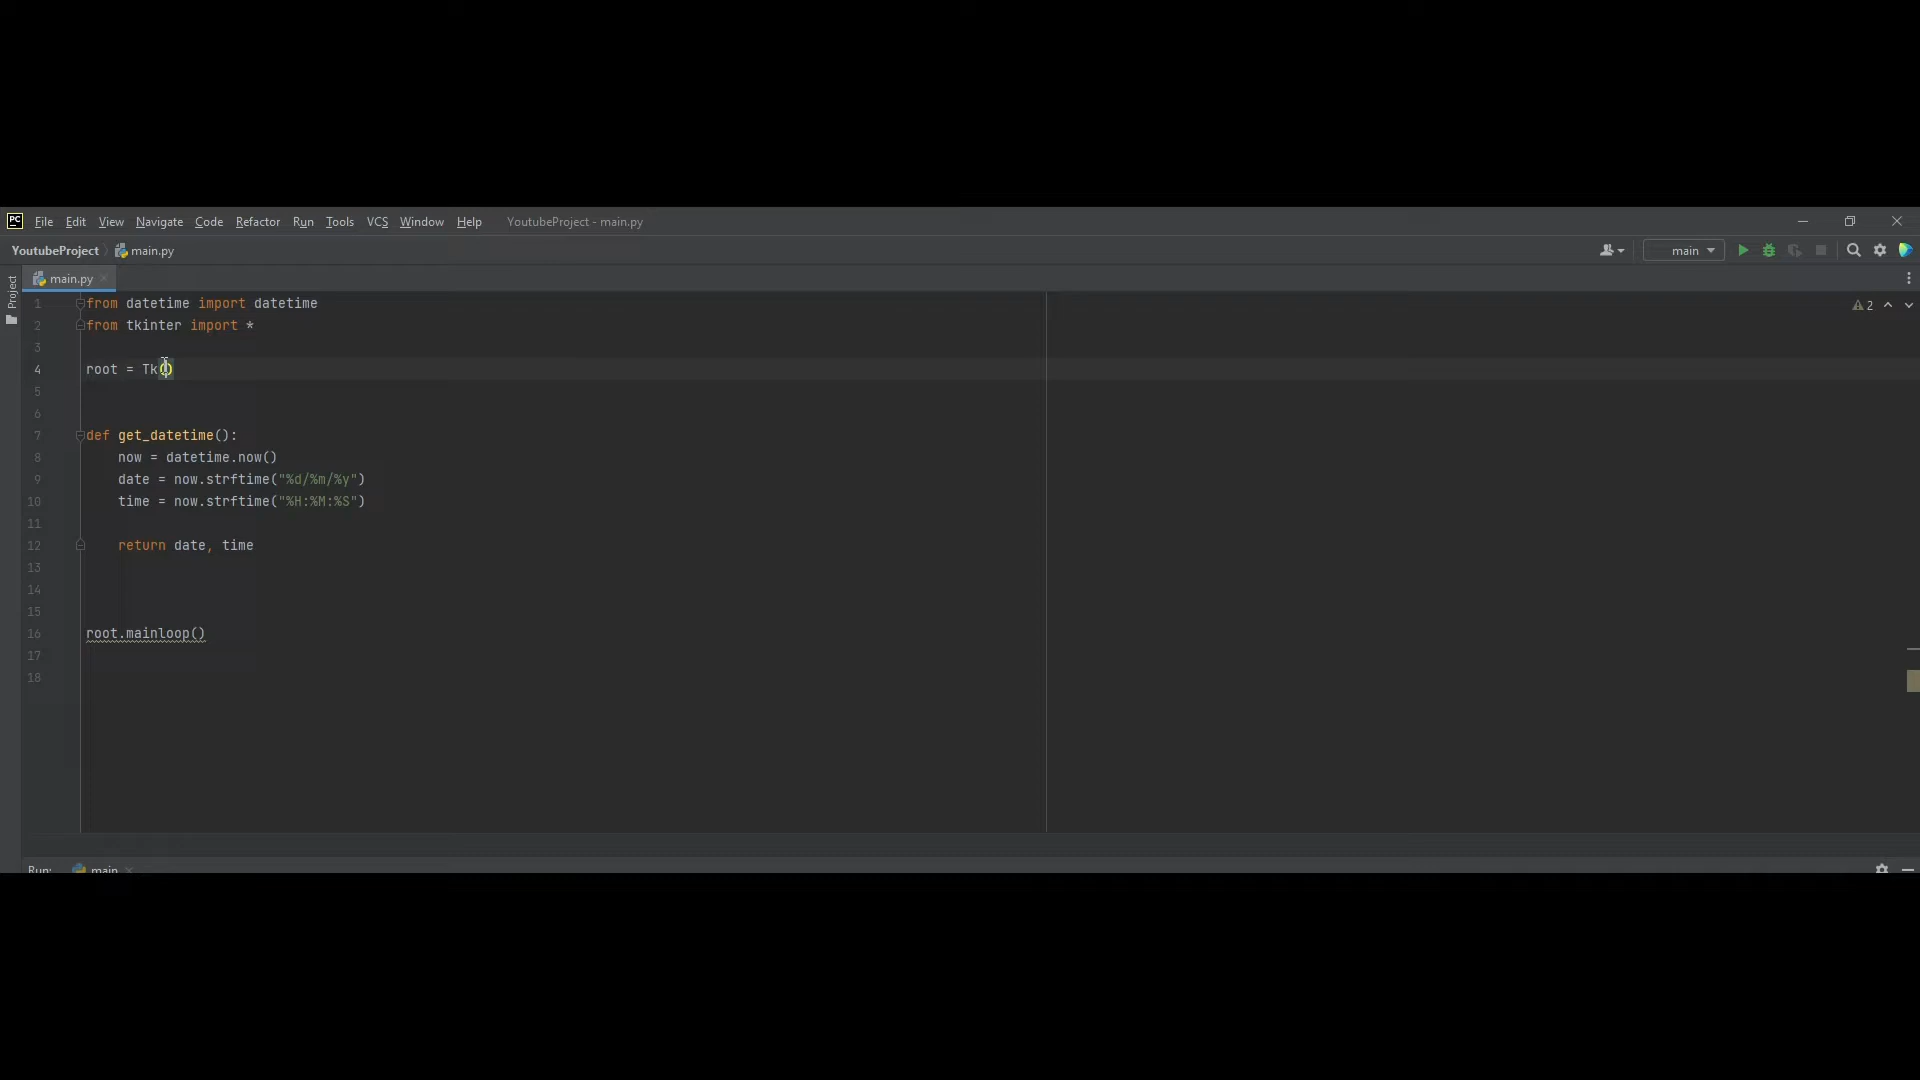 PC File Edit View Navigate Code Refactor Run Tools VCS Window Help YoutubeProject - main.py
YoutubeProject main.py main
Project
main.py
1 from datetime import datetime
2 from tkinter import *
3
4 root = Tk()
5
6
7 def get_datetime():
8 now = datetime.now()
9 date = now.strftime("%d/%m/%y")
10 time = now.strftime("%H:%M:%S")
11
12 return date, time
13
14
15
16 root.mainloop()
17
18
2
Run: main